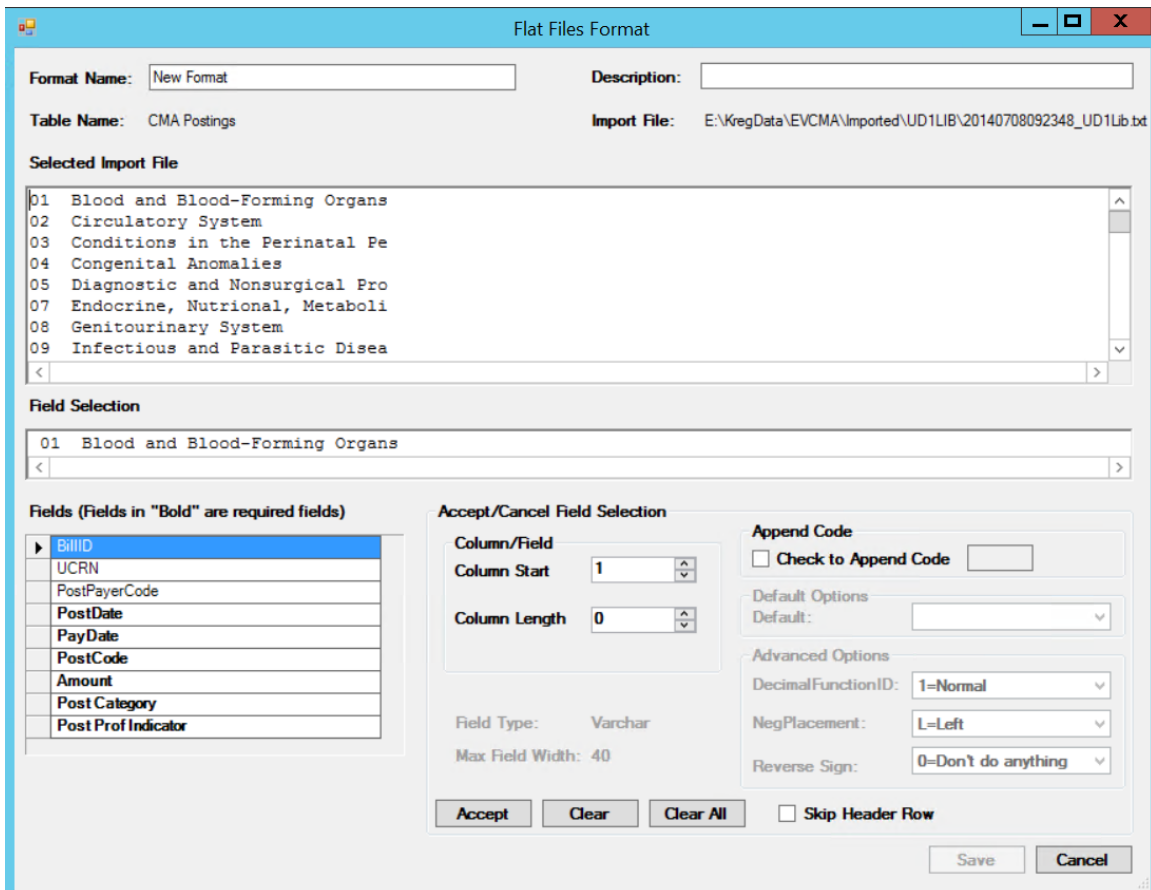 Flat Files Format
Format Name: New Format Description:
Table Name: CMA Postings Import File: E:\KregData\EVCMA\Imported\UD1LIB\20140708092348_UD1Lib.txt
Selected Import File
01 Blood and Blood-Forming Organs
02 Circulatory System
03 Conditions in the Perinatal Pe
04 Congenital Anomalies
05 Diagnostic and Nonsurgical Pro
07 Endocrine, Nutrional, Metaboli
08 Genitourinary System
09 Infectious and Parasitic Disea
Field Selection
01 Blood and Blood-Forming Organs
Fields (Fields in "Bold" are required fields)
BillID
UCRN
PostPayerCode
PostDate
PayDate
PostCode
Amount
Post Category
Post Prof Indicator
Accept/Cancel Field Selection
Column/Field
Column Start 1
Column Length 0
Field Type: Varchar
Max Field Width: 40
Append Code
Check to Append Code
Default Options
Default:
Advanced Options
DecimalFunctionID: 1=Normal
NegPlacement: L=Left
Reverse Sign: 0=Don't do anything
Accept Clear Clear All Skip Header Row
Save Cancel